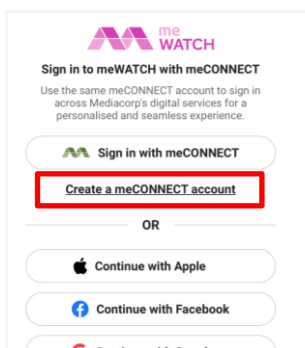 me
WATCH
Sign in to meWATCH with meCONNECT
Use the same meCONNECT account to sign in
across Mediacorp's digital services for a
personalised and seamless experience.
Sign in with meCONNECT
Create a meCONNECT account
OR
Continue with Apple
Continue with Facebook